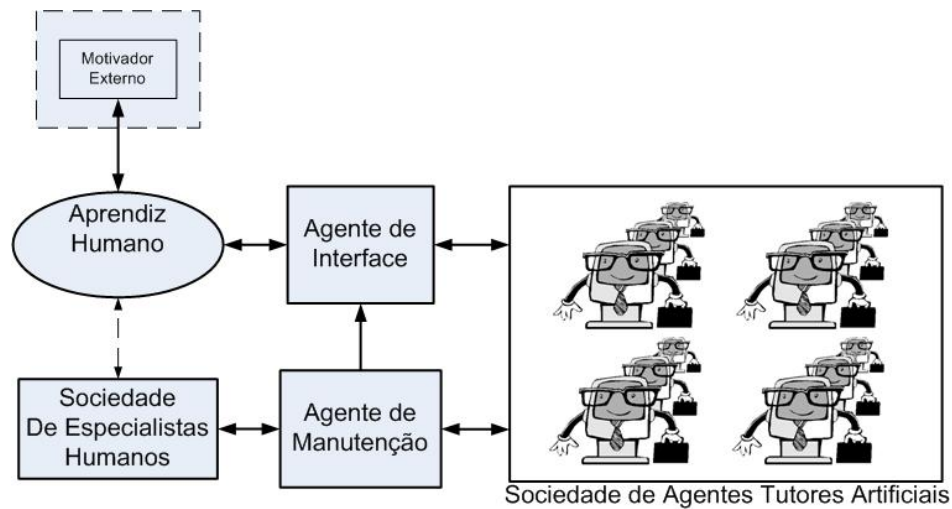 Motivador
Externo
Aprendiz
Humano
Agente de
Interface
Sociedade
De Especialistas
Humanos
Agente de
Manutenção
Sociedade de Agentes Tutores Artificiais